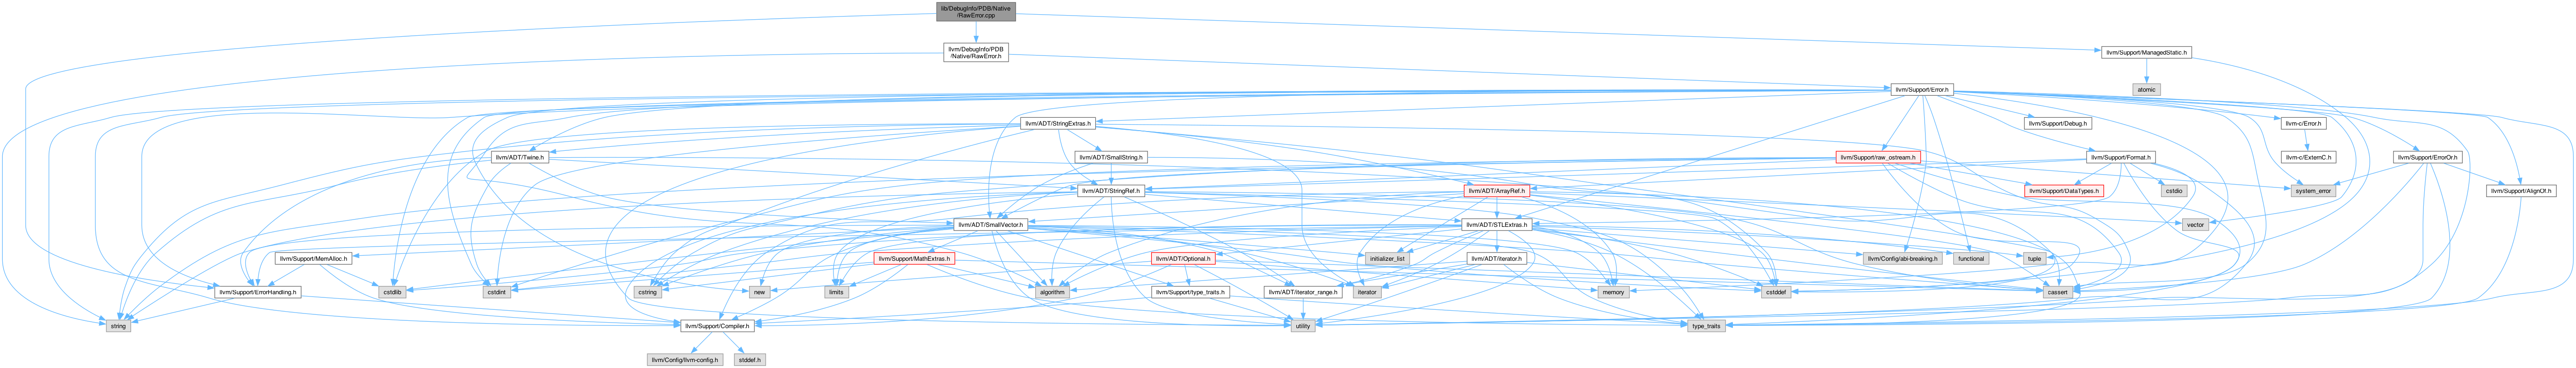 lib/DebugInfo/PDB/Native
/RawError.cpp
llvm/DebugInfo/PDB
/Native/RawError.h
llvm/Support/ManagedStatic.h
llvm/Support/Error.h
atomic
llvm/ADT/StringExtras.h
llvm/Support/Debug.h
llvm-c/Error.h
llvm/ADT/Twine.h
llvm/ADT/SmallString.h
llvm/Support/raw_ostream.h
llvm/Support/Format.h
llvm-c/ExternC.h
llvm/Support/ErrorOr.h
llvm/ADT/StringRef.h
llvm/ADT/ArrayRef.h
llvm/Support/DataTypes.h
cstdio
system_error
llvm/Support/AlignOf.h
llvm/ADT/SmallVector.h
llvm/ADT/STLExtras.h
vector
llvm/Support/MemAlloc.h
llvm/Support/MathExtras.h
llvm/ADT/Optional.h
initializer_list
llvm/ADT/iterator.h
llvm/Config/abi-breaking.h
functional
tuple
llvm/Support/ErrorHandling.h
cstdlib
cstdint
cstring
new
limits
algorithm
llvm/Support/type_traits.h
llvm/ADT/iterator_range.h
iterator
memory
cstddef
cassert
string
llvm/Support/Compiler.h
utility
type_traits
llvm/Config/llvm-config.h
stddef.h